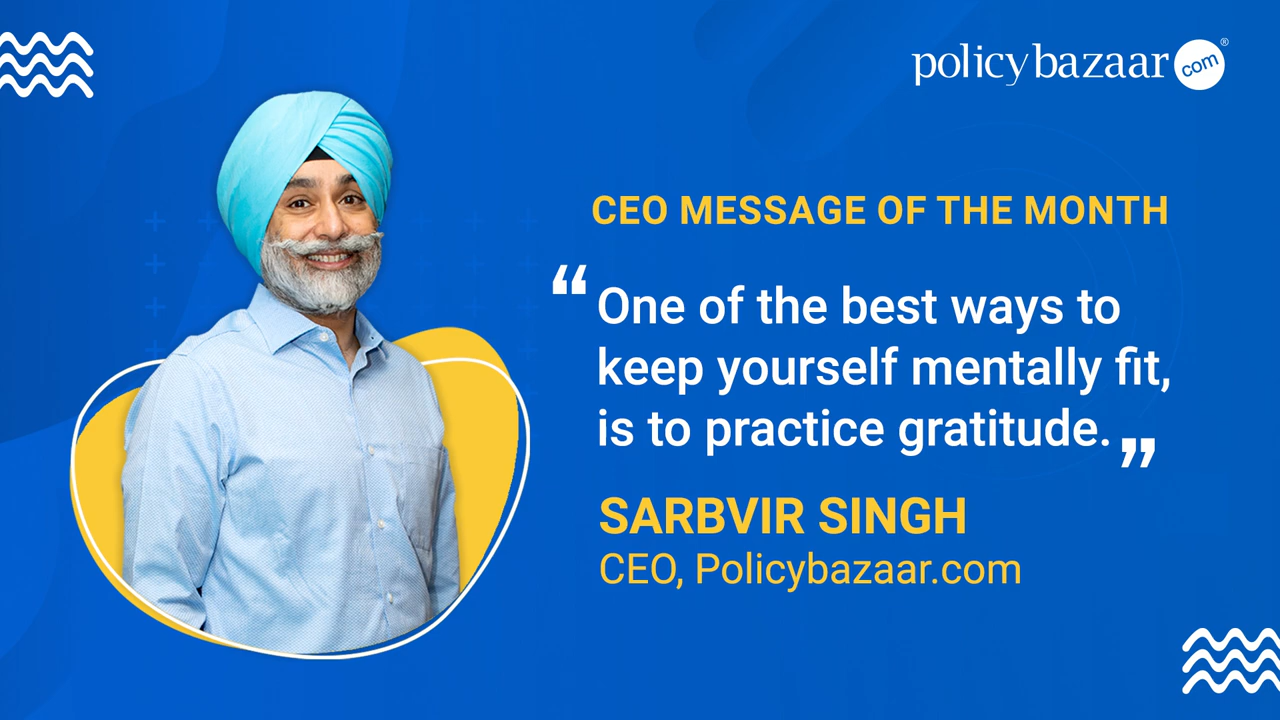 policybazaar com®
CEO MESSAGE OF THE MONTH
“One of the best ways to
keep yourself mentally fit,
is to practice gratitude.”
SARBVIR SINGH
CEO, Policybazaar.com